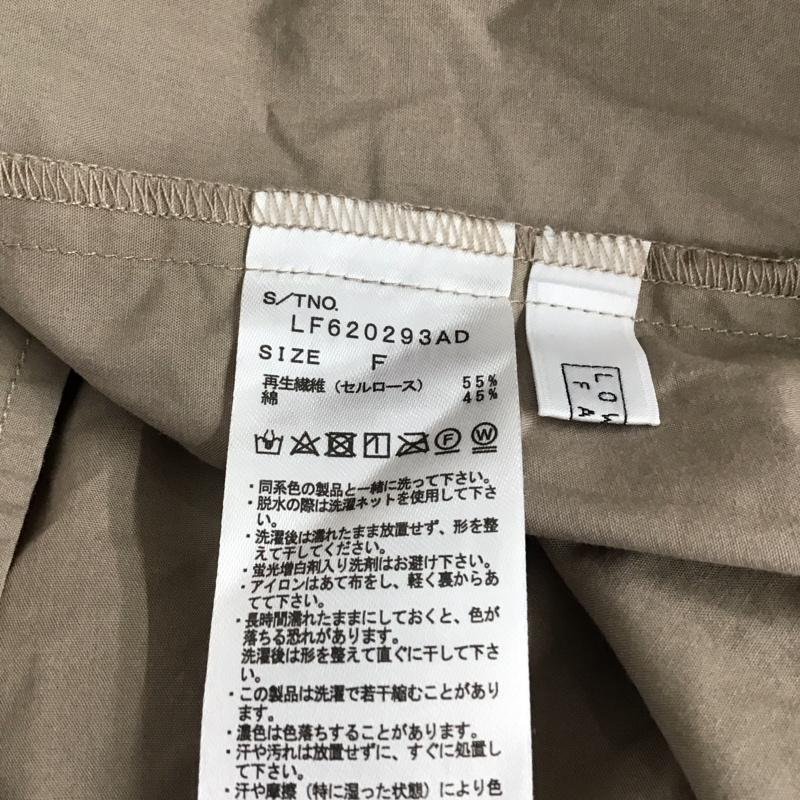 S/TNO.
LF620293AD
SIZE F
再生繊維（セルロース） 55%
綿 45%
F W
・同系色の製品と一緒に洗って下さい。
・脱水の際は洗濯ネットを使用して下さ
い。
・洗濯後は濡れたまま放置せず、形を整
えて干してください。
・蛍光増白剤入り洗剤はお避け下さい。
・アイロンはあて布をし、軽く裏からあ
てて下さい。
・長時間濡れたままにしておくと、色が
落ちる恐れがあります。
洗濯後は形を整えて直ぐに干して下さ
い。
・この製品は洗濯で若干縮むことがあり
ます。
・濃色は色落ちすることがあります。
・汗や汚れは放置せずに、すぐに処置し
て下さい。
・汗や摩擦（特に湿った状態）により色
LOW
FA